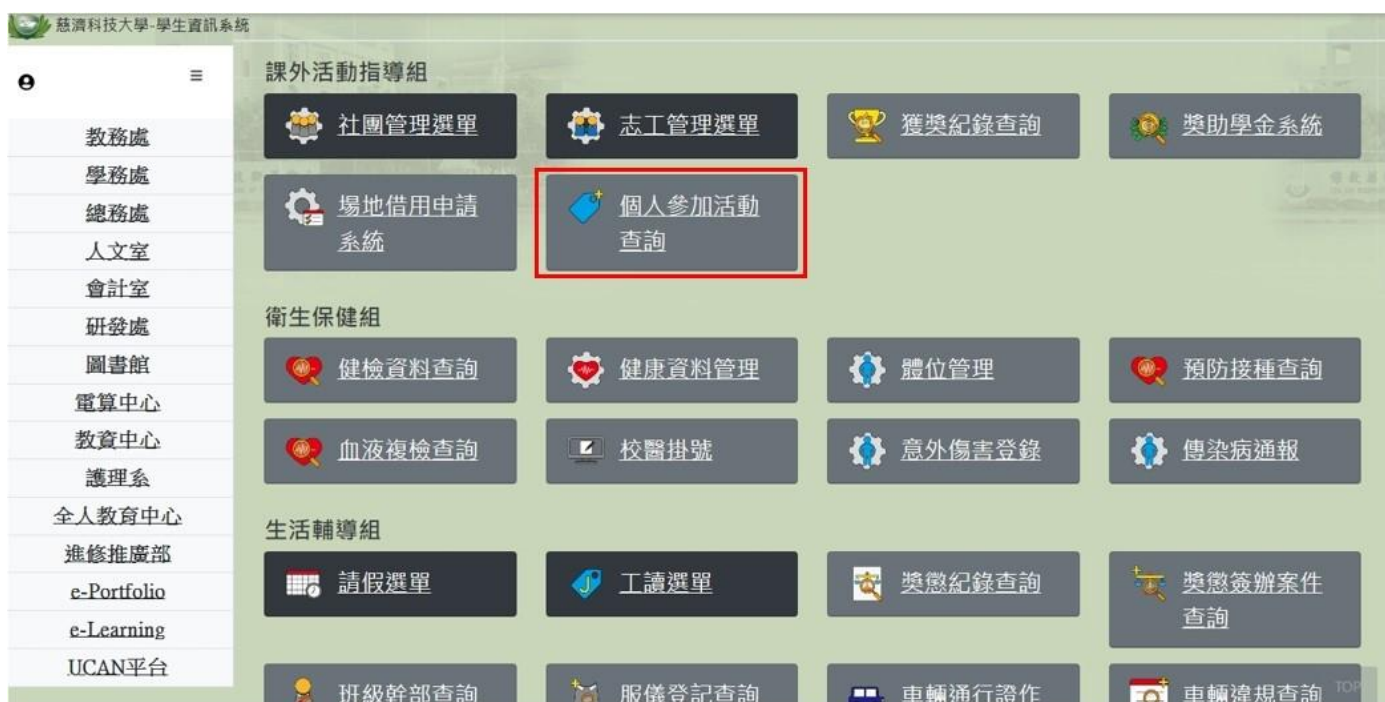 慈濟科技大學-學生資訊系統
教務處
學務處
總務處
人文室
會計室
研發處
圖書館
電算中心
教資中心
護理系
全人教育中心
進修推廣部
e-Portfolio
e-Learning
UCAN平台
課外活動指導組
社團管理選單
志工管理選單
獲獎紀錄查詢
獎助學金系統
場地借用申請
系統
個人參加活動
查詢
衛生保健組
健檢資料查詢
健康資料管理
體位管理
預防接種查詢
血液複檢查詢
校醫掛號
意外傷害登錄
傳染病通報
生活輔導組
請假選單
工讀選單
獎懲紀錄查詢
獎懲簽辦案件
查詢
班級幹部查詢
服儀登記查詢
車輛通行證作
車輛違規查詢
TOP